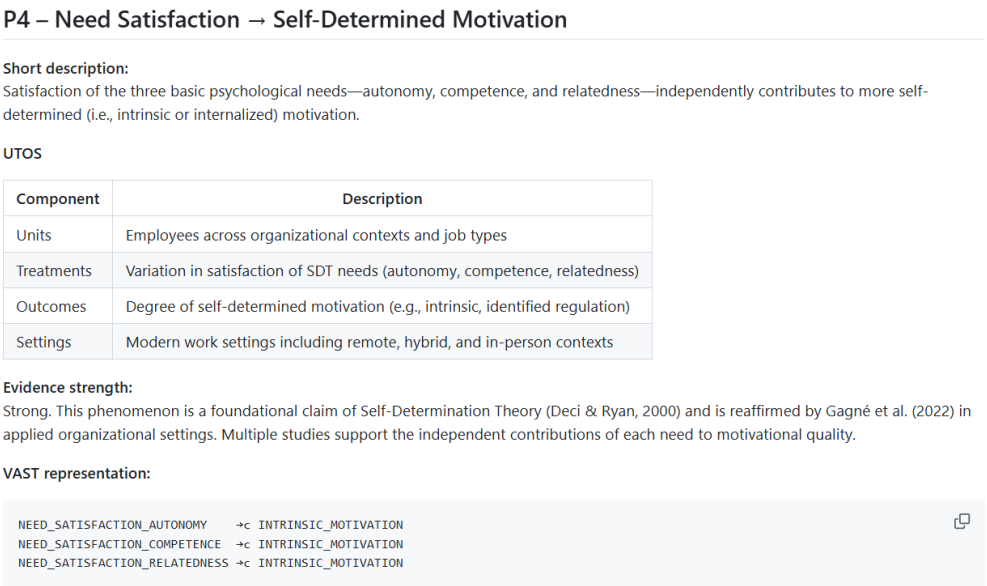 P4 – Need Satisfaction → Self-Determined Motivation
Short description:
Satisfaction of the three basic psychological needs—autonomy, competence, and relatedness—independently contributes to more self-
determined (i.e., intrinsic or internalized) motivation.
UTOS
Component Description
Units Employees across organizational contexts and job types
Treatments Variation in satisfaction of SDT needs (autonomy, competence, relatedness)
Outcomes Degree of self-determined motivation (e.g., intrinsic, identified regulation)
Settings Modern work settings including remote, hybrid, and in-person contexts
Evidence strength:
Strong. This phenomenon is a foundational claim of Self-Determination Theory (Deci & Ryan, 2000) and is reaffirmed by Gagné et al. (2022) in
applied organizational settings. Multiple studies support the independent contributions of each need to motivational quality.
VAST representation:
NEED_SATISFACTION_AUTONOMY →c INTRINSIC_MOTIVATION
NEED_SATISFACTION_COMPETENCE →c INTRINSIC_MOTIVATION
NEED_SATISFACTION_RELATEDNESS →c INTRINSIC_MOTIVATION